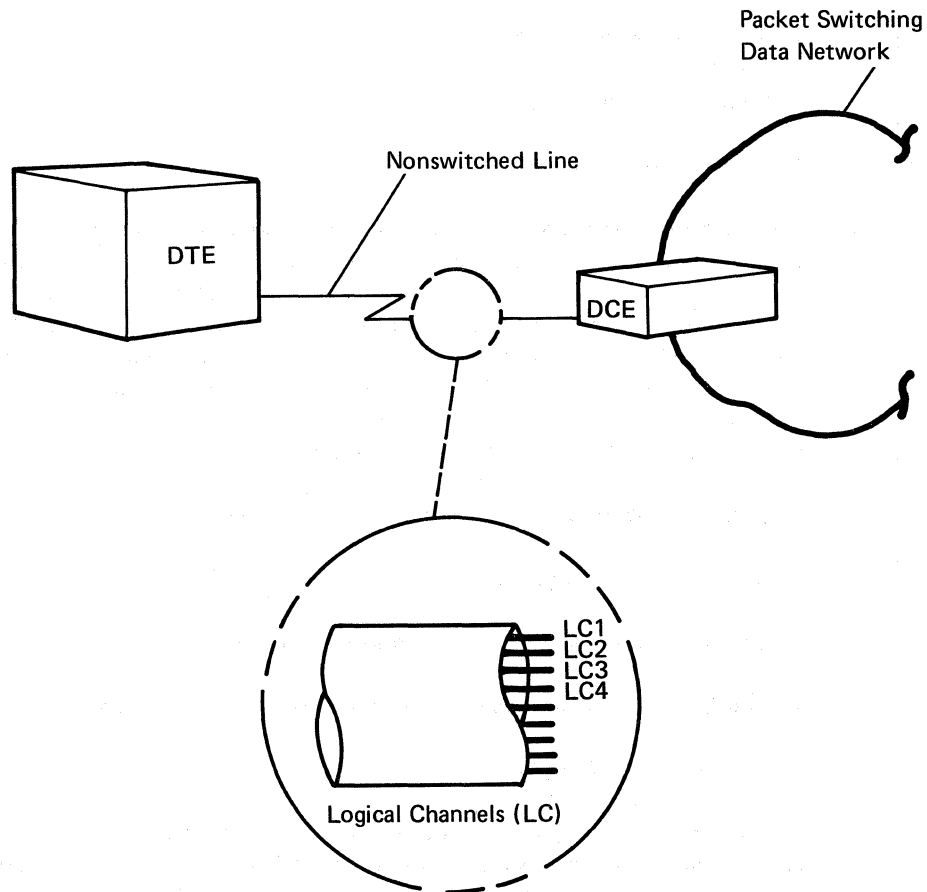 Packet Switching
Data Network
Nonswitched Line
DTE
DCE
LC1
LC2
LC3
LC4
Logical Channels (LC)